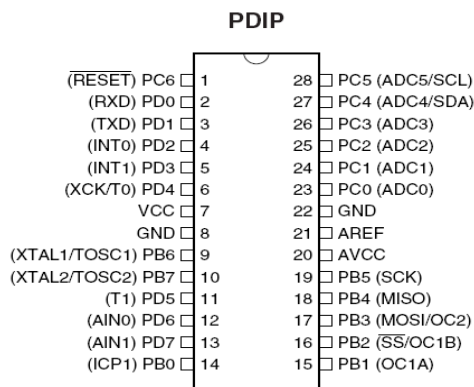 PDIP
(RESET) PC6 1 28 PC5 (ADC5/SCL)
(RXD) PD0 2 27 PC4 (ADC4/SDA)
(TXD) PD1 3 26 PC3 (ADC3)
(INT0) PD2 4 25 PC2 (ADC2)
(INT1) PD3 5 24 PC1 (ADC1)
(XCK/T0) PD4 6 23 PC0 (ADC0)
VCC 7 22 GND
GND 8 21 AREF
(XTAL1/TOSC1) PB6 9 20 AVCC
(XTAL2/TOSC2) PB7 10 19 PB5 (SCK)
(T1) PD5 11 18 PB4 (MISO)
(AIN0) PD6 12 17 PB3 (MOSI/OC2)
(AIN1) PD7 13 16 PB2 (SS/OC1B)
(ICP1) PB0 14 15 PB1 (OC1A)